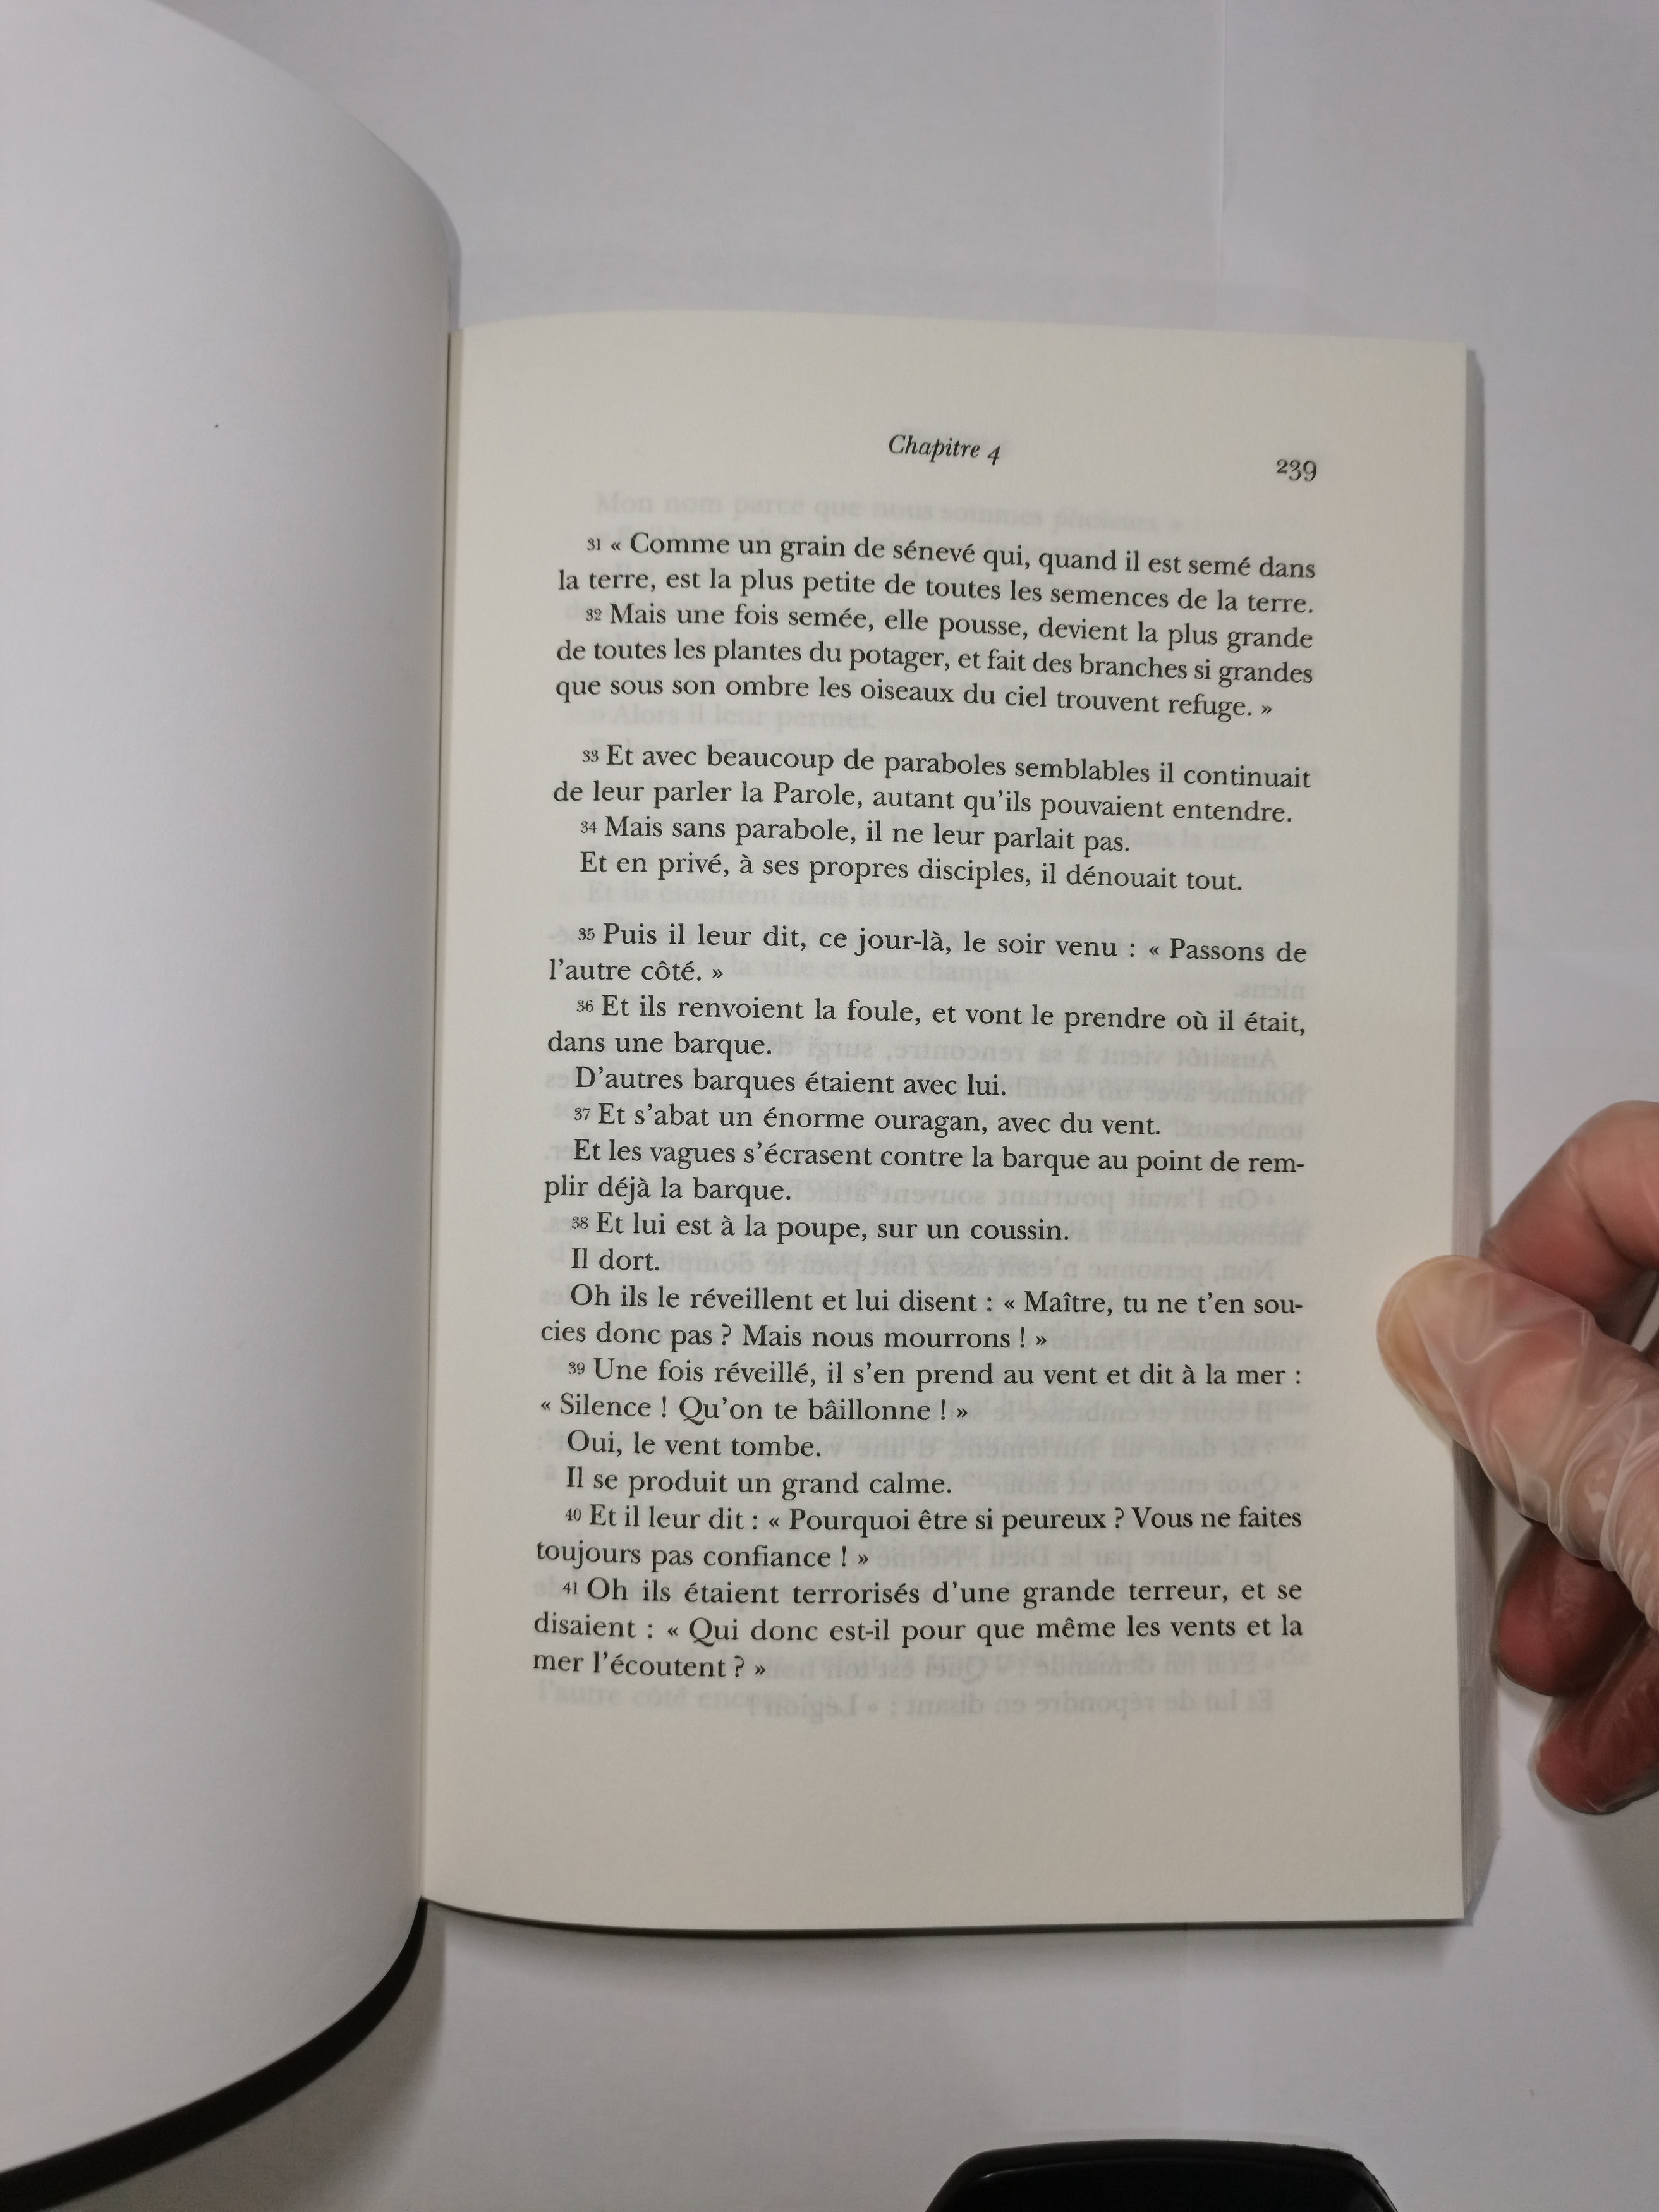 Chapitre 4
239
31 « Comme un grain de sénevé qui, quand il est semé dans
la terre, est la plus petite de toutes les semences de la terre.
32 Mais une fois semée, elle pousse, devient la plus grande
de toutes les plantes du potager, et fait des branches si grandes
que sous son ombre les oiseaux du ciel trouvent refuge. »
33 Et avec beaucoup de paraboles semblables il continuait
de leur parler la Parole, autant qu'ils pouvaient entendre.
34 Mais sans parabole, il ne leur parlait pas.
Et en privé, à ses propres disciples, il dénouait tout.
35 Puis il leur dit, ce jour-là, le soir venu : « Passons de
l'autre côté. »
36 Et ils renvoient la foule, et vont le prendre où il était,
dans une barque.
D'autres barques étaient avec lui.
37 Et s'abat un énorme ouragan, avec du vent.
Et les vagues s'écrasent contre la barque au point de rem-
plir déjà la barque.
38 Et lui est à la poupe, sur un coussin.
Il dort.
Oh ils le réveillent et lui disent : « Maître, tu ne t'en sou-
cies donc pas ? Mais nous mourrons ! »
39 Une fois réveillé, il s'en prend au vent et dit à la mer :
« Silence ! Qu'on te bâillonne ! »
Oui, le vent tombe.
Il se produit un grand calme.
40 Et il leur dit : « Pourquoi être si peureux ? Vous ne faites
toujours pas confiance ! »
41 Oh ils étaient terrorisés d'une grande terreur, et se
disaient : « Qui donc est-il pour que même les vents et la
mer l'écoutent ? »